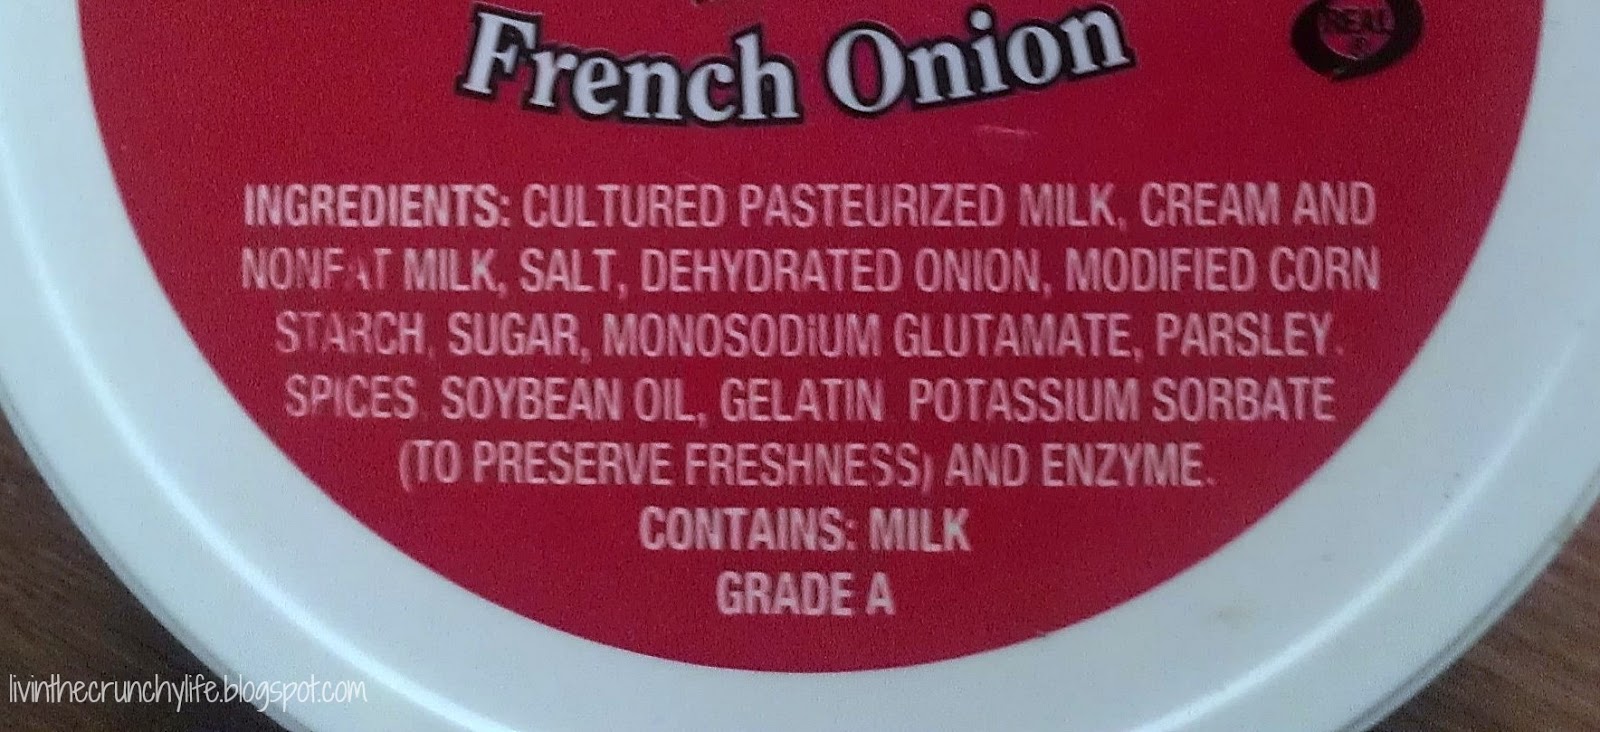 French Onion
REAL
INGREDIENTS: CULTURED PASTEURIZED MILK, CREAM AND
NONFAT MILK, SALT, DEHYDRATED ONION, MODIFIED CORN
STARCH, SUGAR, MONOSODIUM GLUTAMATE, PARSLEY,
SPICES, SOYBEAN OIL, GELATIN, POTASSIUM SORBATE
(TO PRESERVE FRESHNESS) AND ENZYME.
CONTAINS: MILK
GRADE A
livinthecrunchylife.blogspot.com